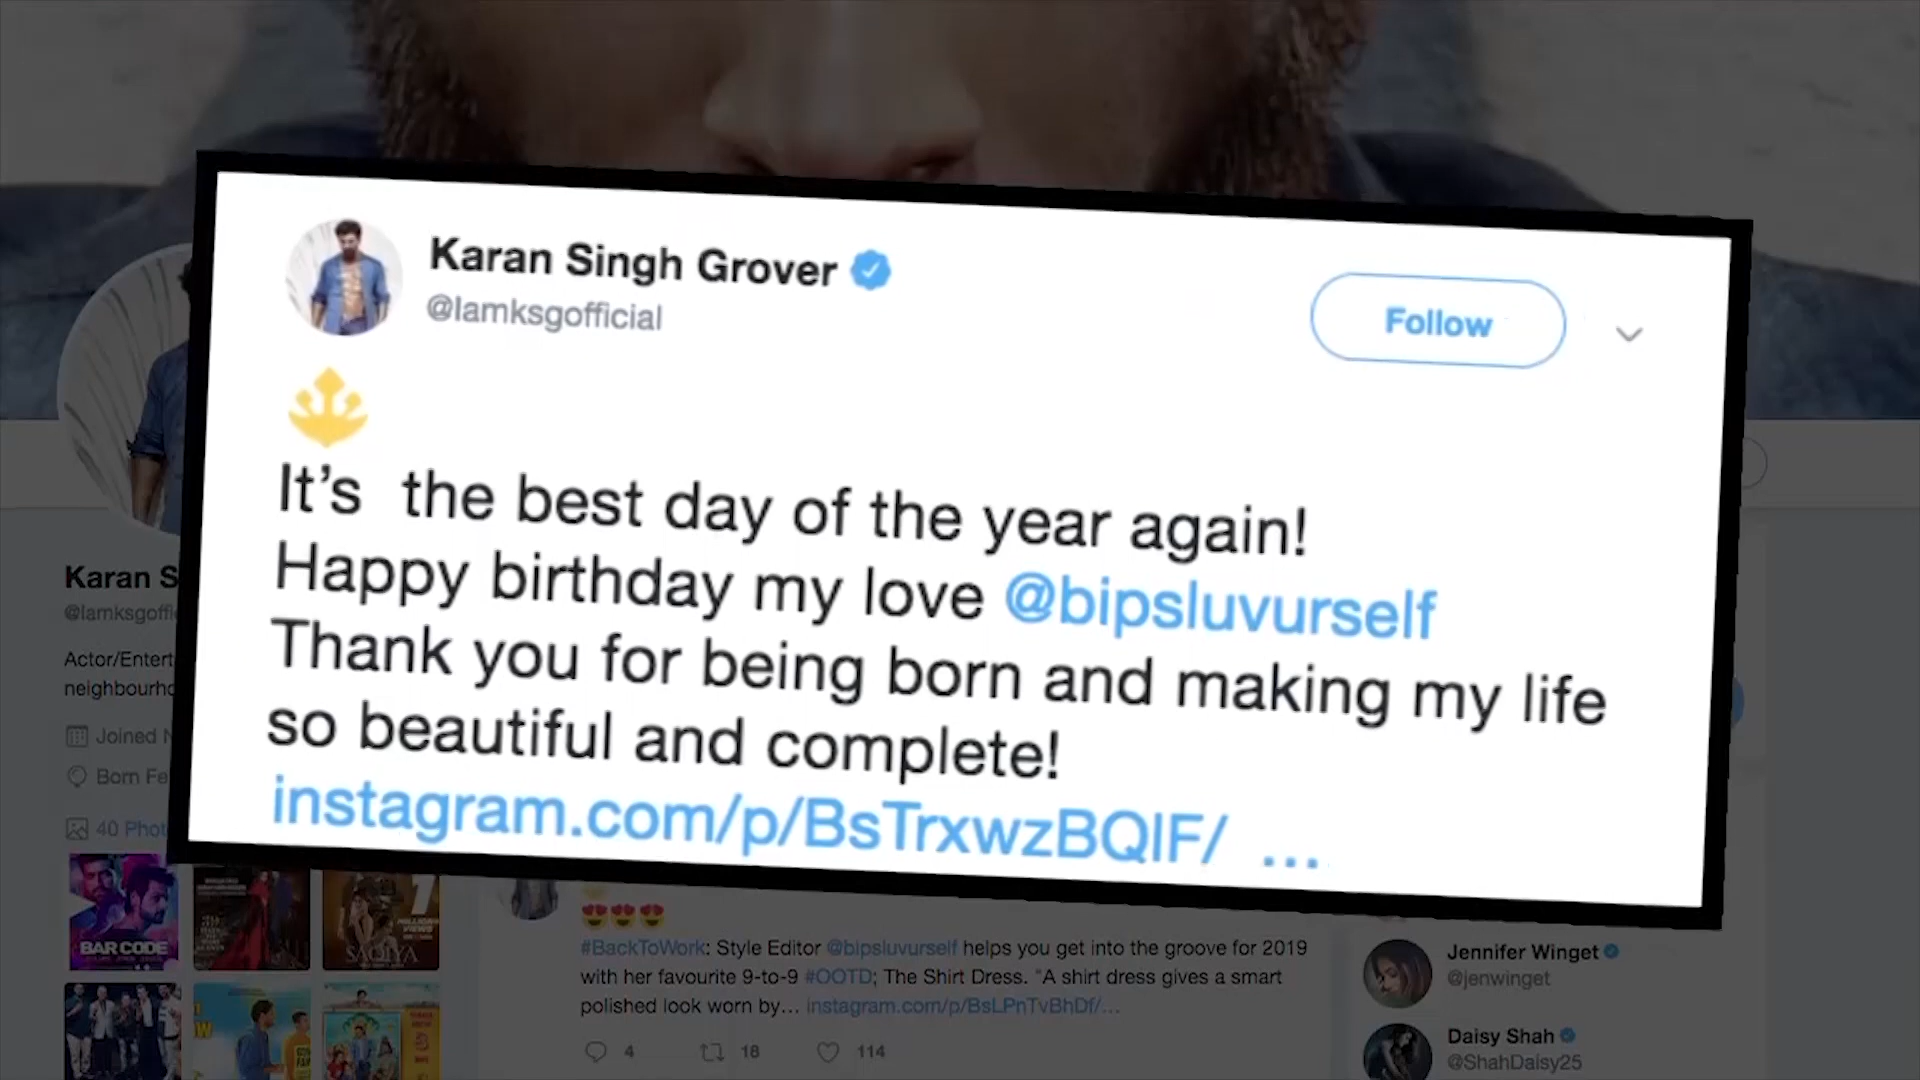 Karan Singh Grover
@Iamksgofficial
Follow
It's the best day of the year again!
Happy birthday my love @bipsluvurself
Thank you for being born and making my life
so beautiful and complete!
instagram.com/p/BsTrxwzBQIF/ ...
Karan S
@Iamksgoffi
Actor/Entert
neighbourho
Joined
Born Fe
40 Phot
BAR CODE
SAQIYA
#BackToWork: Style Editor @bipsluvurself helps you get into the groove for 2019
with her favourite 9-to-9 #OOTD; The Shirt Dress. "A shirt dress gives a smart
polished look worn by... instagram.com/p/BsLPnTvBhDf/...
4 18 114
Jennifer Winget
@jenwinget
Daisy Shah
@ShahDaisy25